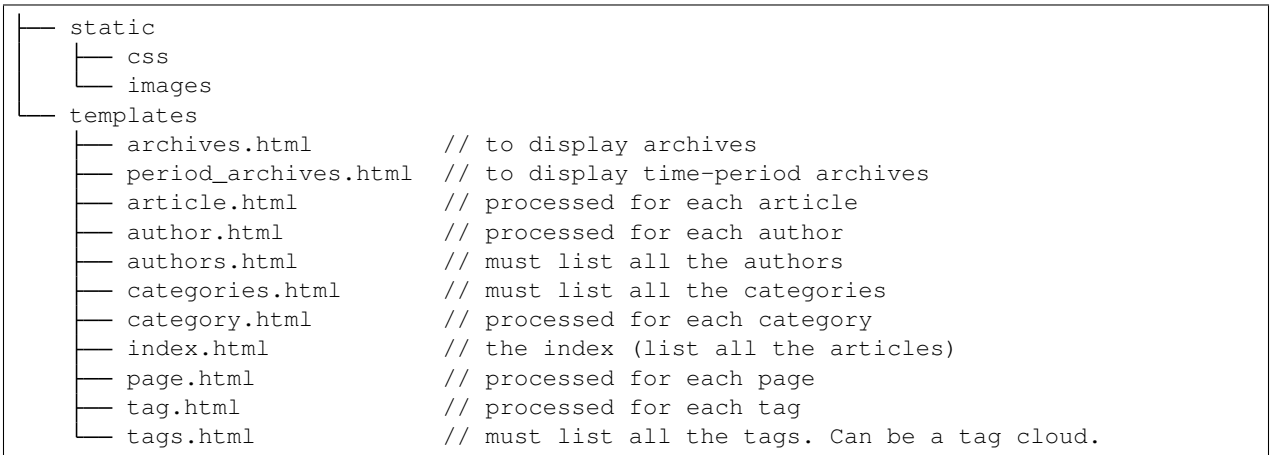 ├── static
│   ├── css
│   └── images
└── templates
    ├── archives.html         // to display archives
    ├── period_archives.html  // to display time-period archives
    ├── article.html          // processed for each article
    ├── author.html           // processed for each author
    ├── authors.html          // must list all the authors
    ├── categories.html       // must list all the categories
    ├── category.html         // processed for each category
    ├── index.html            // the index (list all the articles)
    ├── page.html             // processed for each page
    ├── tag.html              // processed for each tag
    └── tags.html             // must list all the tags. Can be a tag cloud.